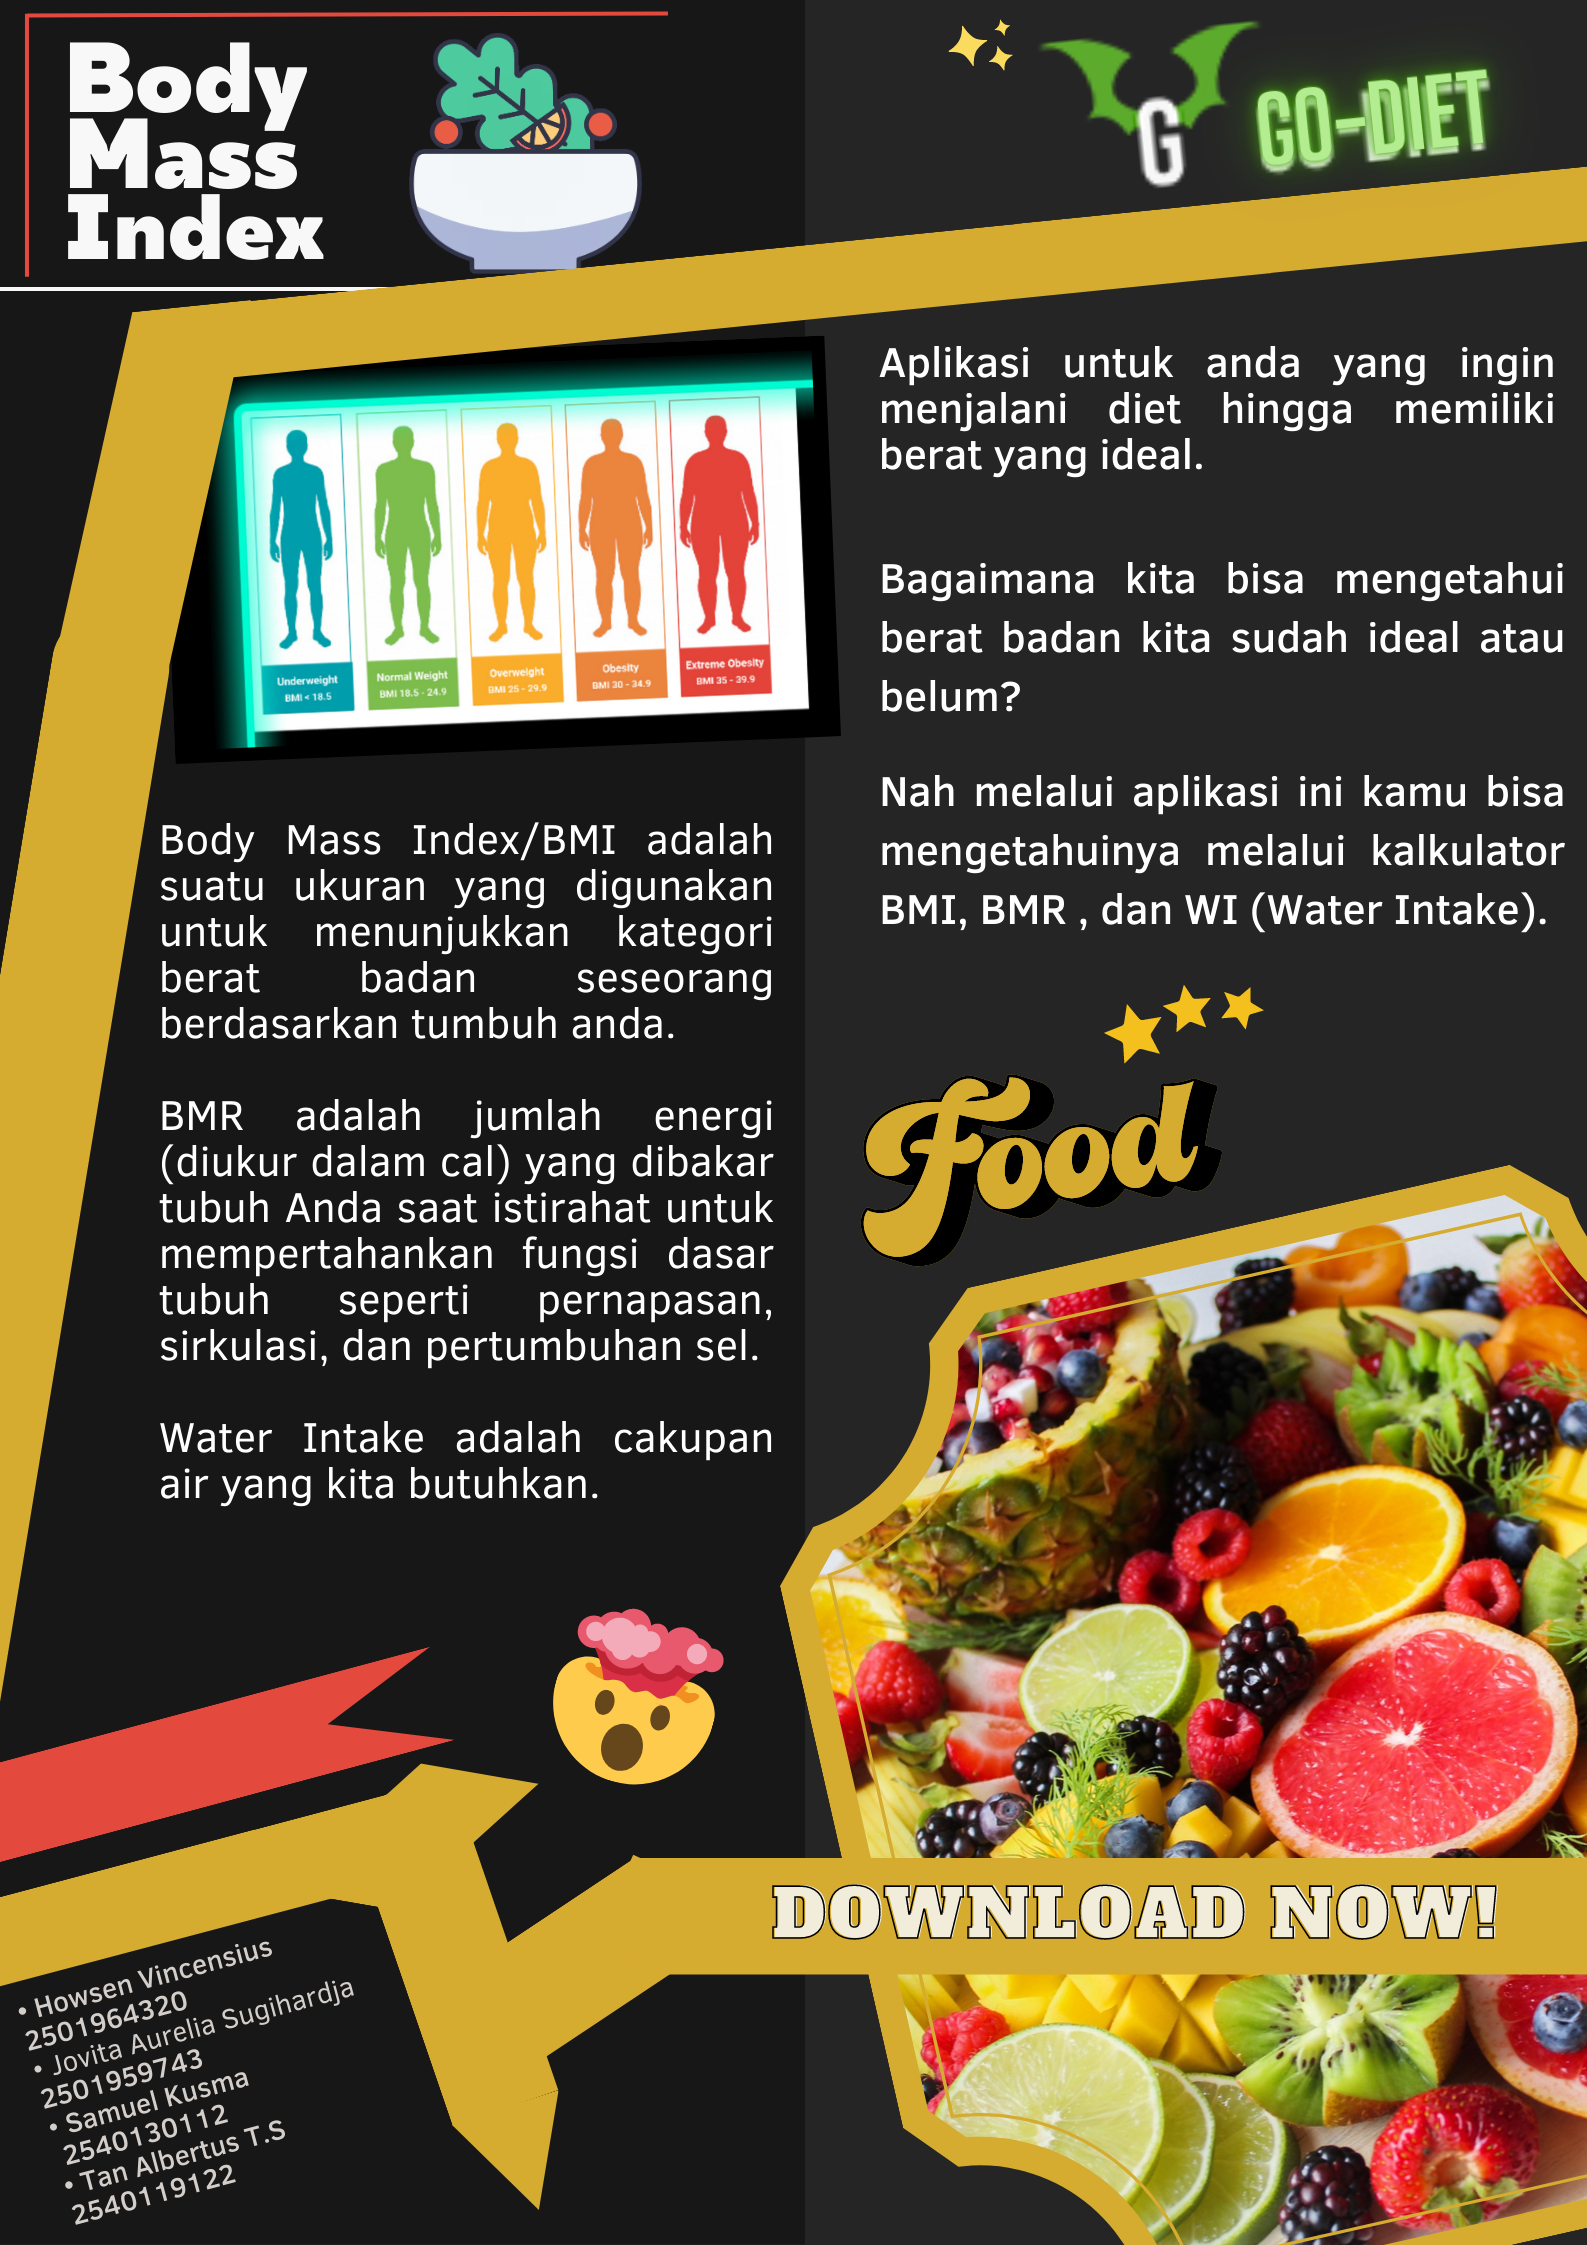 Body
Mass
Index
G
GO-DIET
Underweight
BMI < 18.5
Normal Weight
BMI 18.5 - 24.9
Overweight
BMI 25 - 29.9
Obesity
BMI 30 - 34.9
Extreme Obesity
BMI 35 - 39.9
Aplikasi untuk anda yang ingin
menjalani diet hingga memiliki
berat yang ideal.
Bagaimana kita bisa mengetahui
berat badan kita sudah ideal atau
belum?
Nah melalui aplikasi ini kamu bisa
mengetahuinya melalui kalkulator
BMI, BMR , dan WI (Water Intake).
Body Mass Index/BMI adalah
suatu ukuran yang digunakan
untuk menunjukkan kategori
berat badan seseorang
berdasarkan tumbuh anda.
BMR adalah jumlah energi
(diukur dalam cal) yang dibakar
tubuh Anda saat istirahat untuk
mempertahankan fungsi dasar
tubuh seperti pernapasan,
sirkulasi, dan pertumbuhan sel.
Water Intake adalah cakupan
air yang kita butuhkan.
Food
DOWNLOAD NOW!
• Howsen Vincensius
2501964320
• Jovita Aurelia Sugihardja
2501959743
• Samuel Kusma
2540130112
• Tan Albertus T.S
2540119122